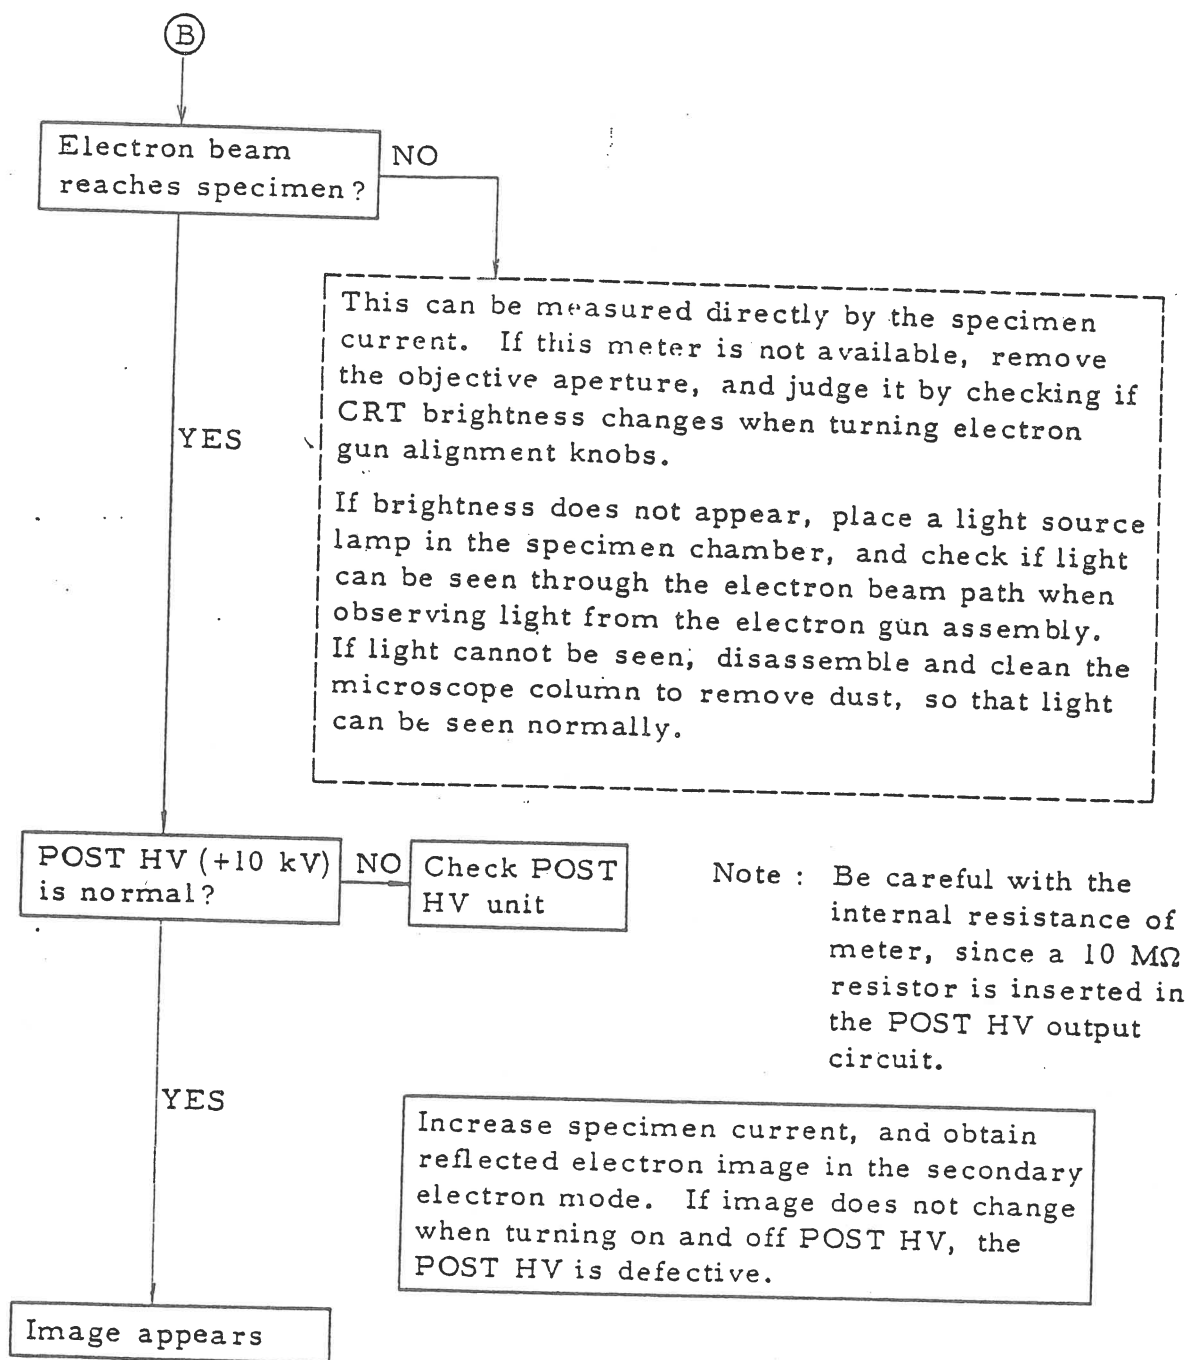 B
Electron beam
reaches specimen?
NO
This can be measured directly by the specimen
current. If this meter is not available, remove
the objective aperture, and judge it by checking if
CRT brightness changes when turning electron
gun alignment knobs.
If brightness does not appear, place a light source
lamp in the specimen chamber, and check if light
can be seen through the electron beam path when
observing light from the electron gun assembly.
If light cannot be seen, disassemble and clean the
microscope column to remove dust, so that light
can be seen normally.
YES
POST HV (+10 kV)
is normal?
NO
Check POST
HV unit
Note : Be careful with the
internal resistance of
meter, since a 10 MΩ
resistor is inserted in
the POST HV output
circuit.
YES
Increase specimen current, and obtain
reflected electron image in the secondary
electron mode. If image does not change
when turning on and off POST HV, the
POST HV is defective.
Image appears